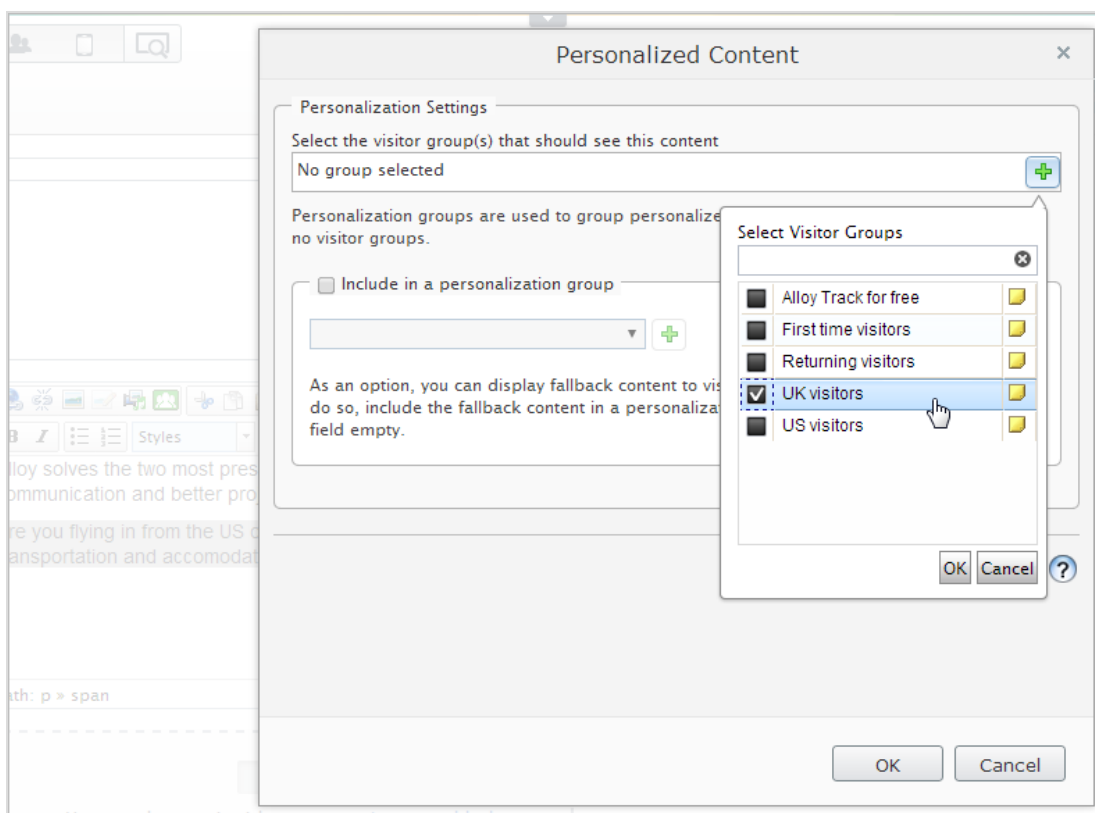 Personalized Content
Personalization Settings
Select the visitor group(s) that should see this content
No group selected
Personalization groups are used to group personalize
no visitor groups.
Include in a personalization group
As an option, you can display fallback content to vis
do so, include the fallback content in a personaliza
field empty.
Select Visitor Groups
Alloy Track for free
First time visitors
Returning visitors
UK visitors
US visitors
OK Cancel
?
OK Cancel
B I Styles
lloy solves the two most pres
ommunication and better pro
re you flying in from the US
ansportation and accomodat
ath: p » span